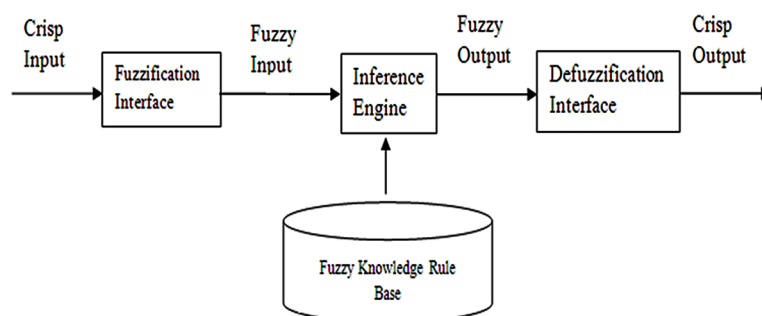 Crisp
Input
Fuzzification
Interface
Fuzzy
Input
Inference
Engine
Fuzzy
Output
Defuzzification
Interface
Crisp
Output
Fuzzy Knowledge Rule
Base